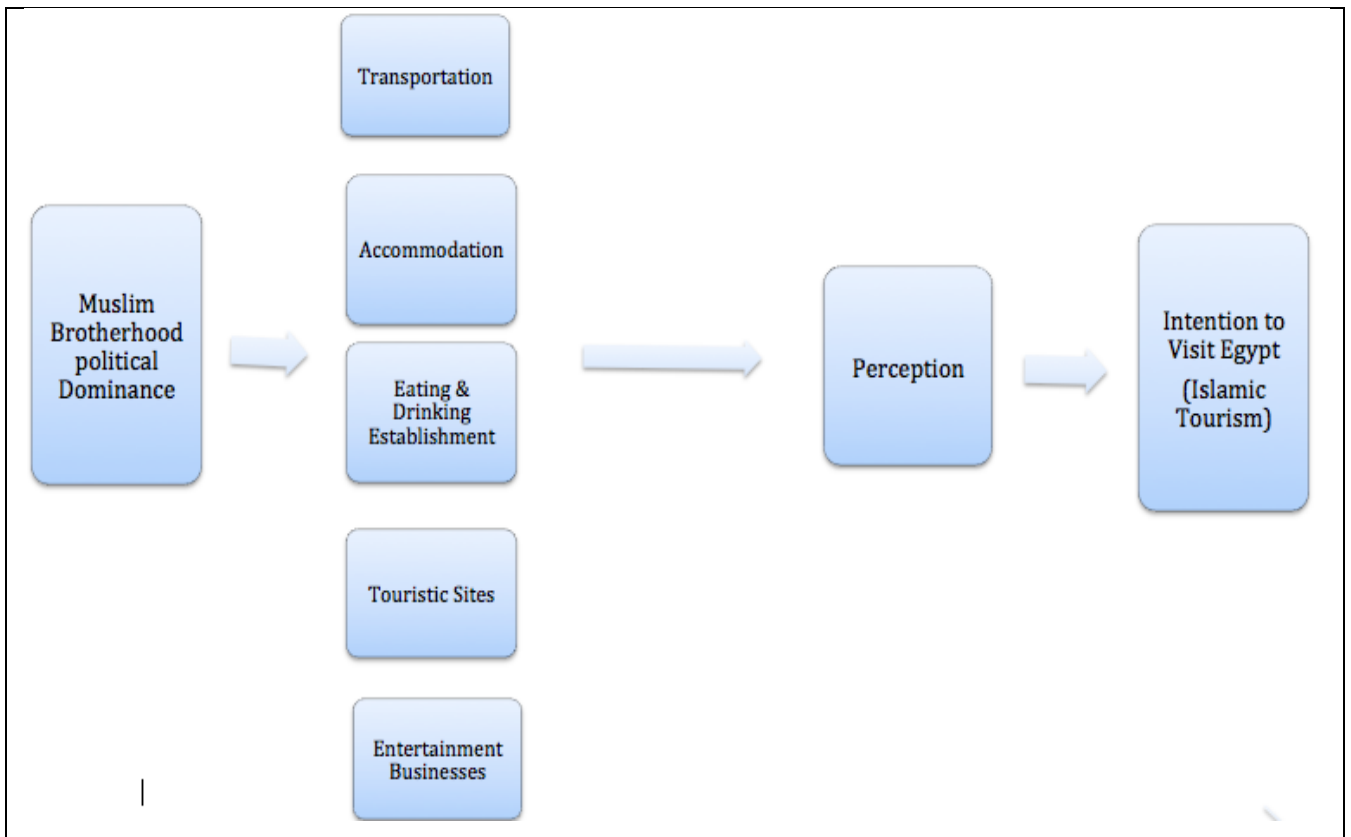 Transportation
Accommodation
Muslim
Brotherhood
political
Dominance
Eating &
Drinking
Establishment
Perception
Intention to
Visit Egypt
(Islamic
Tourism)
Touristic Sites
Entertainment
Businesses